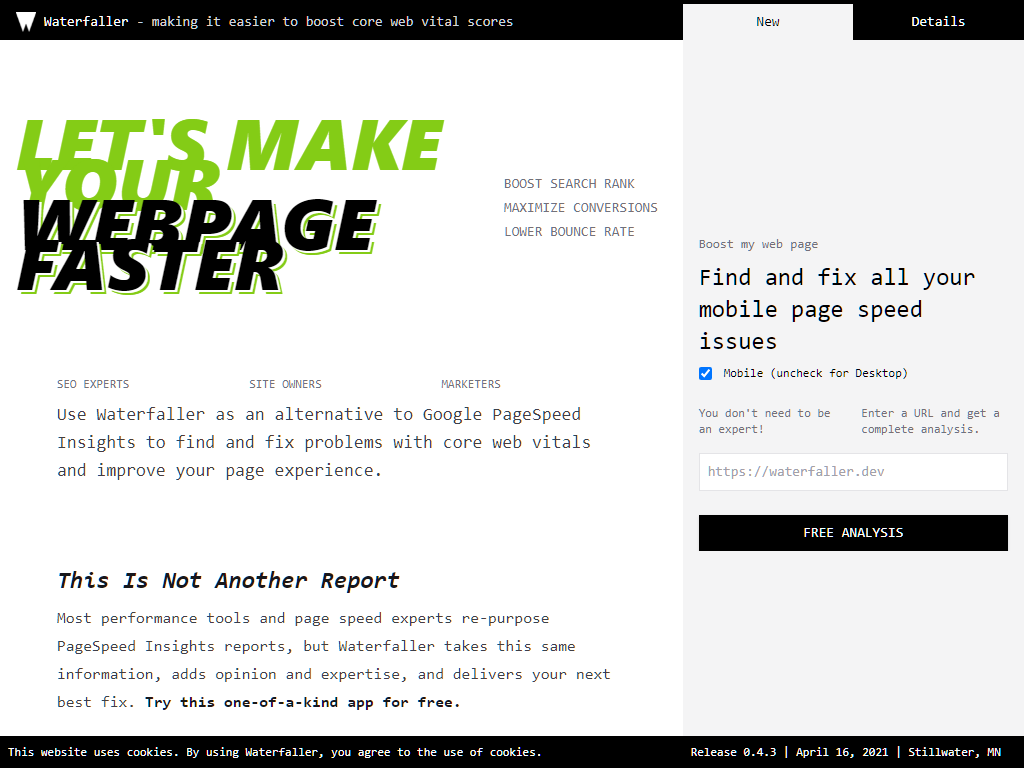 Waterfaller - making it easier to boost core web vital scores
New
Details
LET'S MAKE
YOUR
WEBPAGE
FASTER
BOOST SEARCH RANK
MAXIMIZE CONVERSIONS
LOWER BOUNCE RATE
SEO EXPERTS
SITE OWNERS
MARKETERS
Use Waterfaller as an alternative to Google PageSpeed
Insights to find and fix problems with core web vitals
and improve your page experience.
This Is Not Another Report
Most performance tools and page speed experts re-purpose
PageSpeed Insights reports, but Waterfaller takes this same
information, adds opinion and expertise, and delivers your next
best fix. Try this one-of-a-kind app for free.
Boost my web page
Find and fix all your
mobile page speed
issues
Mobile (uncheck for Desktop)
You don't need to be
an expert!
Enter a URL and get a
complete analysis.
https://waterfaller.dev
FREE ANALYSIS
This website uses cookies. By using Waterfaller, you agree to the use of cookies.
Release 0.4.3 | April 16, 2021 | Stillwater, MN